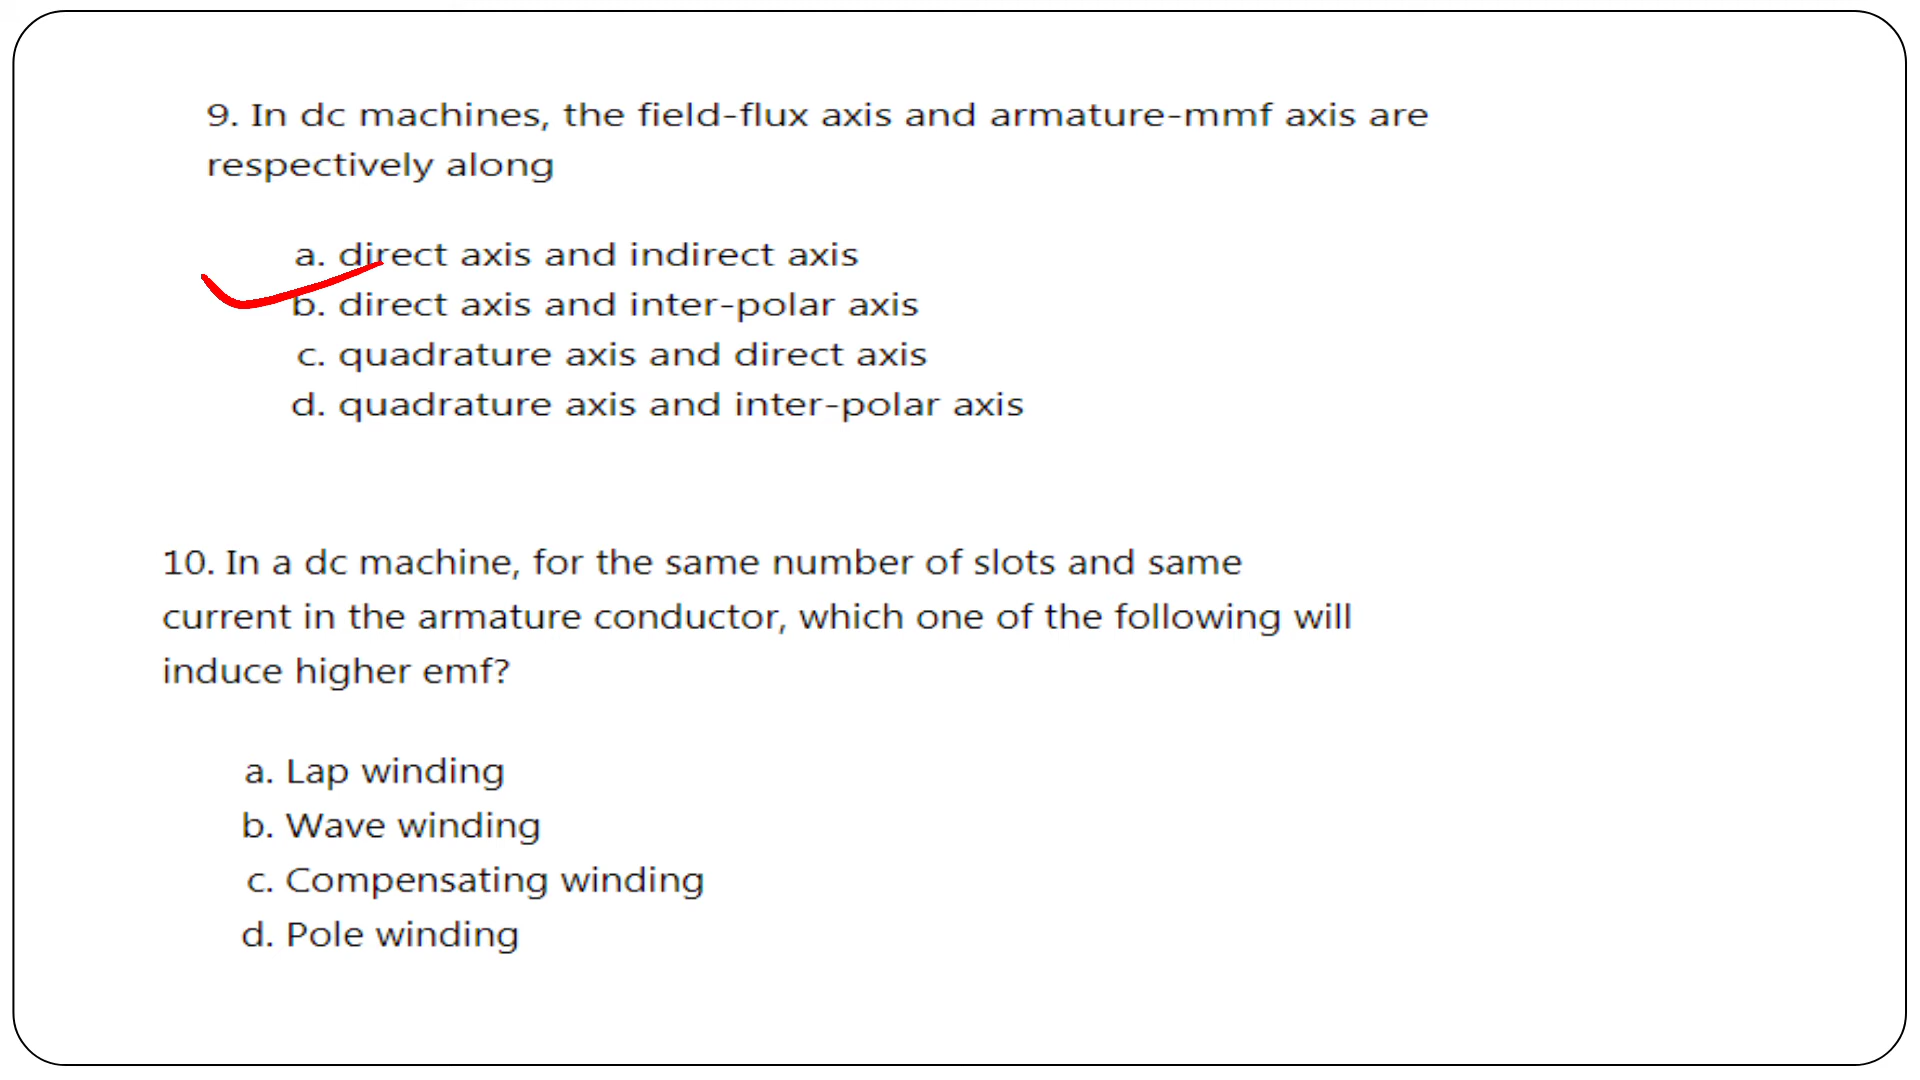 9. In dc machines, the field-flux axis and armature-mmf axis are
respectively along
a. direct axis and indirect axis
b. direct axis and inter-polar axis
c. quadrature axis and direct axis
d. quadrature axis and inter-polar axis
10. In a dc machine, for the same number of slots and same
current in the armature conductor, which one of the following will
induce higher emf?
a. Lap winding
b. Wave winding
c. Compensating winding
d. Pole winding